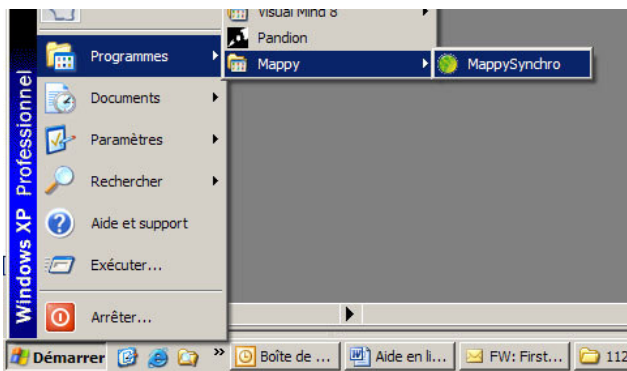 Visual Mind 8
Pandion
Programmes
Mappy
MappySynchro
Documents
Paramètres
Rechercher
Aide et support
Exécuter...
Arrêter...
Windows XP Professionnel
Démarrer
»
Boîte de ...
Aide en li...
FW: First...
112